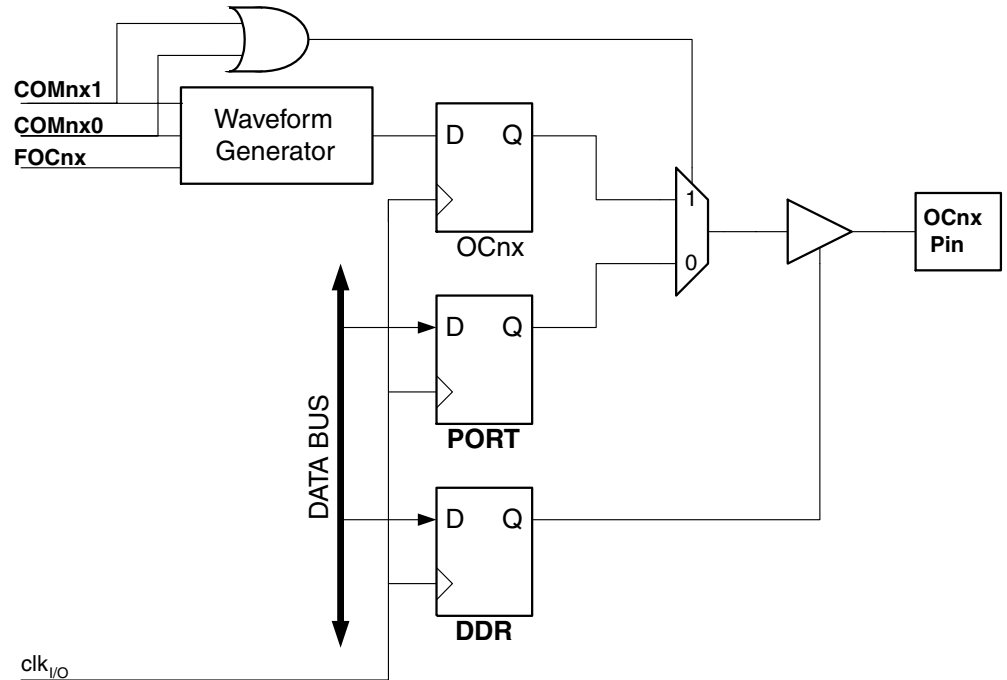 COMnx1
COMnx0
FOCnx
Waveform
Generator
D Q
OCnx
1
0
OCnx
Pin
D Q
PORT
D Q
DDR
DATA BUS
clkI/O